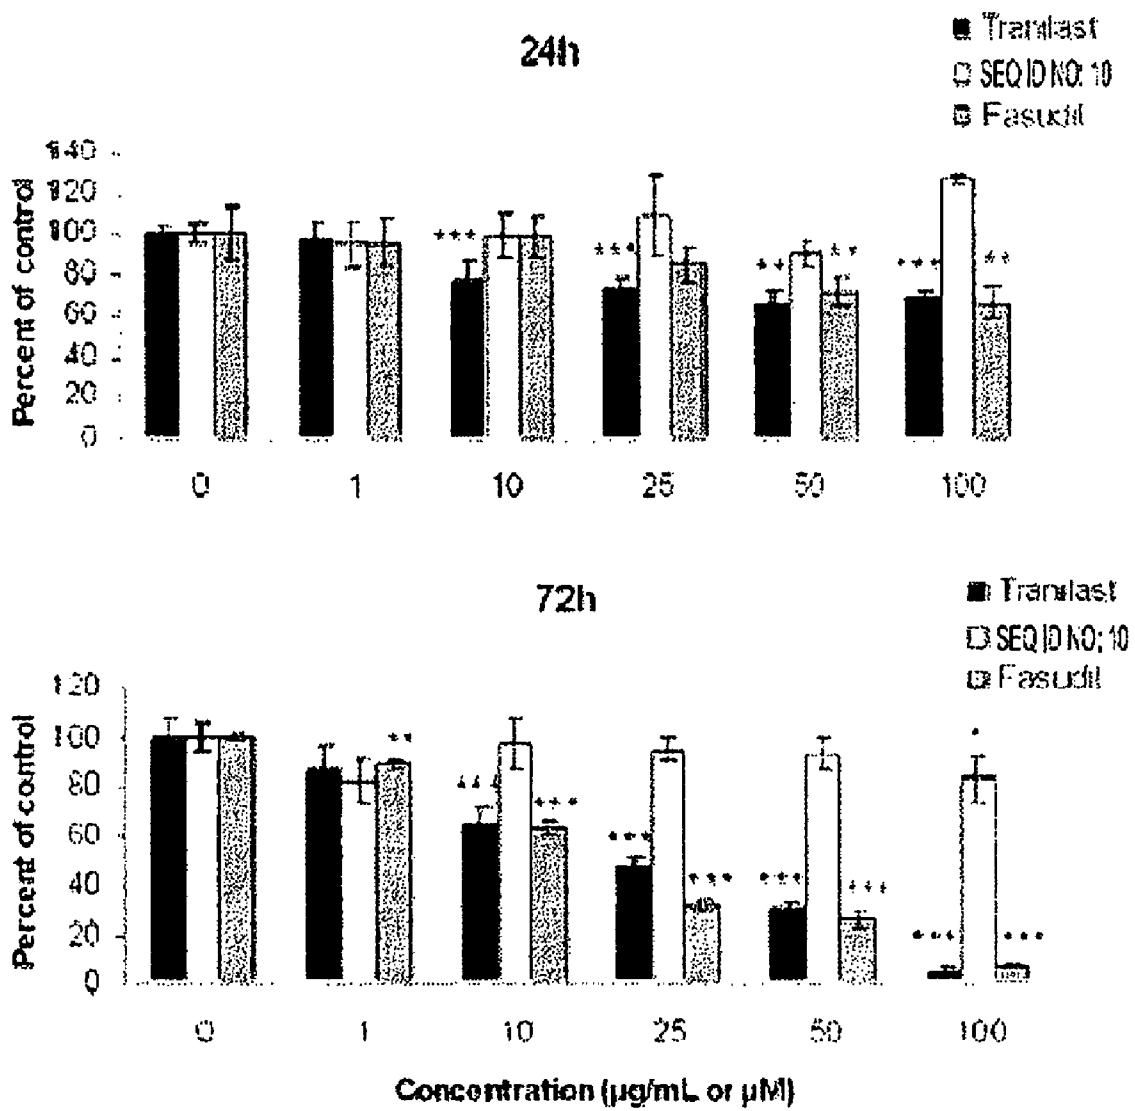 24h
Tranilast
SEQ ID NO: 10
Fasudil
Percent of control
140
120
100
80
60
40
20
0
*** *** ** ** *** **
0 1 10 25 50 100
72h
Tranilast
SEQ ID NO: 10
Fasudil
Percent of control
120
100
80
60
40
20
0
** *** *** *** *** *** *** *** * ***
0 1 10 25 50 100
Concentration (µg/mL or µM)